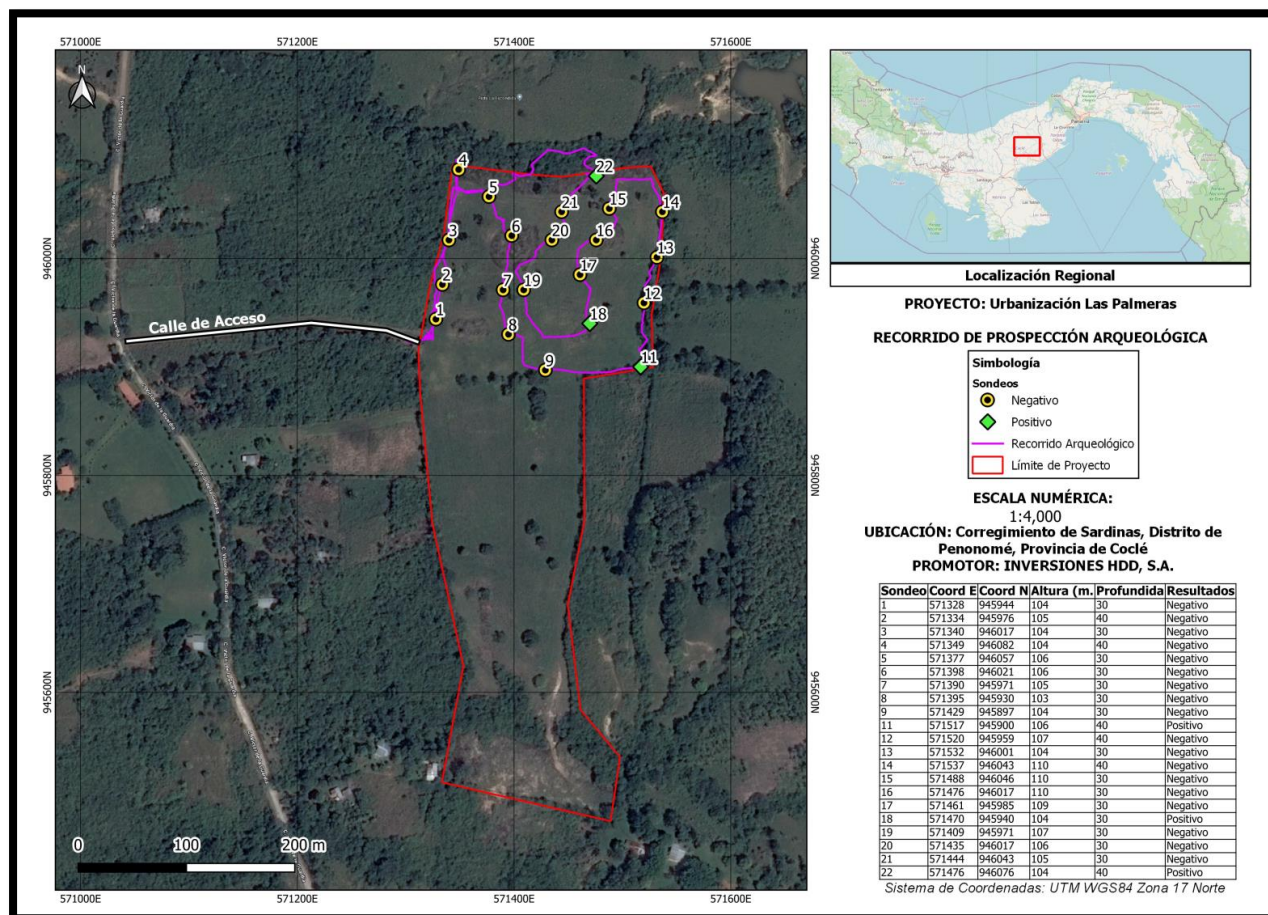 571000E 571200E 571400E 571600E
N
946000N
945800N
945600N
946000N
945800N
945600N
Calle de Acceso
4
22
5
21
15
14
6
20
16
3
13
17
2
7
19
12
1
18
8
9
11
0 100 200 m
571000E 571200E 571400E 571600E
Localización Regional
PROYECTO: Urbanización Las Palmeras
RECORRIDO DE PROSPECCIÓN ARQUEOLÓGICA
Simbología
Sondeos
Negativo
Positivo
Recorrido Arqueológico
Límite de Proyecto
ESCALA NUMÉRICA:
1:4,000
UBICACIÓN: Corregimiento de Sardinas, Distrito de
Penonomé, Provincia de Coclé
PROMOTOR: INVERSIONES HDD, S.A.
Sondeo Coord E Coord N Altura (m. Profundida Resultados
1 571328 945944 104 30 Negativo
2 571334 945976 105 40 Negativo
3 571340 946017 104 30 Negativo
4 571349 946082 104 40 Negativo
5 571377 946057 106 30 Negativo
6 571398 946021 106 30 Negativo
7 571390 945971 105 30 Negativo
8 571395 945930 103 30 Negativo
9 571429 945897 104 30 Negativo
11 571517 945900 106 40 Positivo
12 571520 945959 107 40 Negativo
13 571532 946001 104 30 Negativo
14 571537 946043 110 40 Negativo
15 571488 946046 110 30 Negativo
16 571476 946017 110 30 Negativo
17 571461 945985 109 30 Negativo
18 571470 945940 104 30 Positivo
19 571409 945971 107 30 Negativo
20 571435 946017 106 30 Negativo
21 571444 946043 105 30 Negativo
22 571476 946076 104 40 Positivo
Sistema de Coordenadas: UTM WGS84 Zona 17 Norte